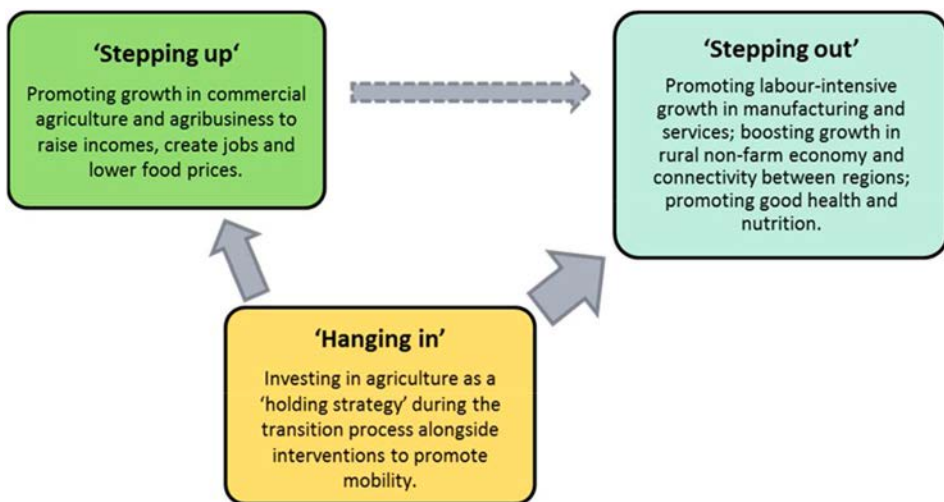 ‘Stepping up‘
Promoting growth in commercial
agriculture and agribusiness to
raise incomes, create jobs and
lower food prices.
‘Stepping out’
Promoting labour-intensive
growth in manufacturing and
services; boosting growth in
rural non-farm economy and
connectivity between regions;
promoting good health and
nutrition.
‘Hanging in’
Investing in agriculture as a
‘holding strategy’ during the
transition process alongside
interventions to promote
mobility.